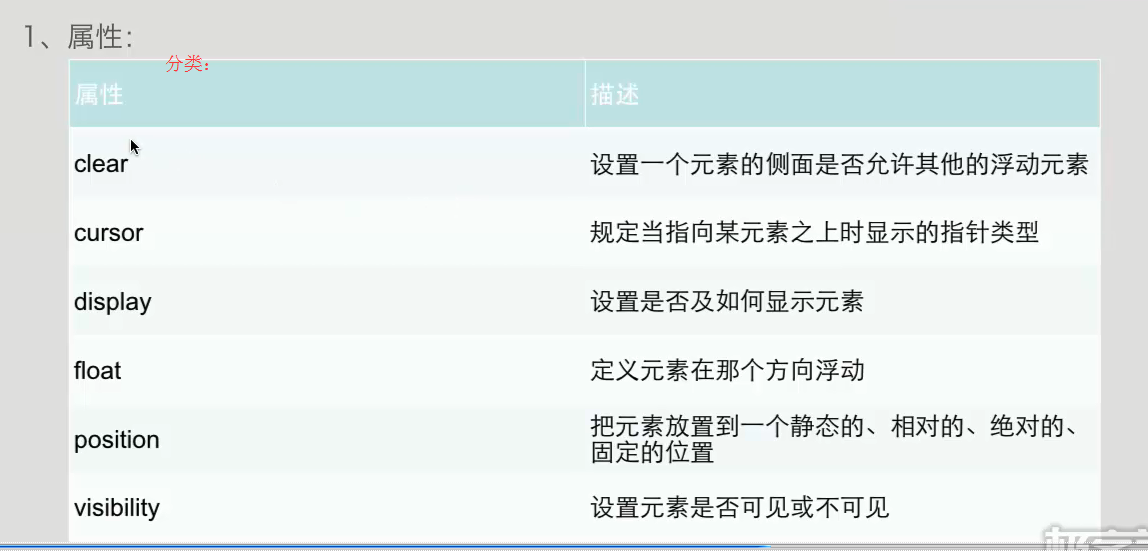 1、属性:
分类:
属性 描述
clear 设置一个元素的侧面是否允许其他的浮动元素
cursor 规定当指向某元素之上时显示的指针类型
display 设置是否及如何显示元素
float 定义元素在那个方向浮动
position 把元素放置到一个静态的、相对的、绝对的、
固定的位置
visibility 设置元素是否可见或不可见